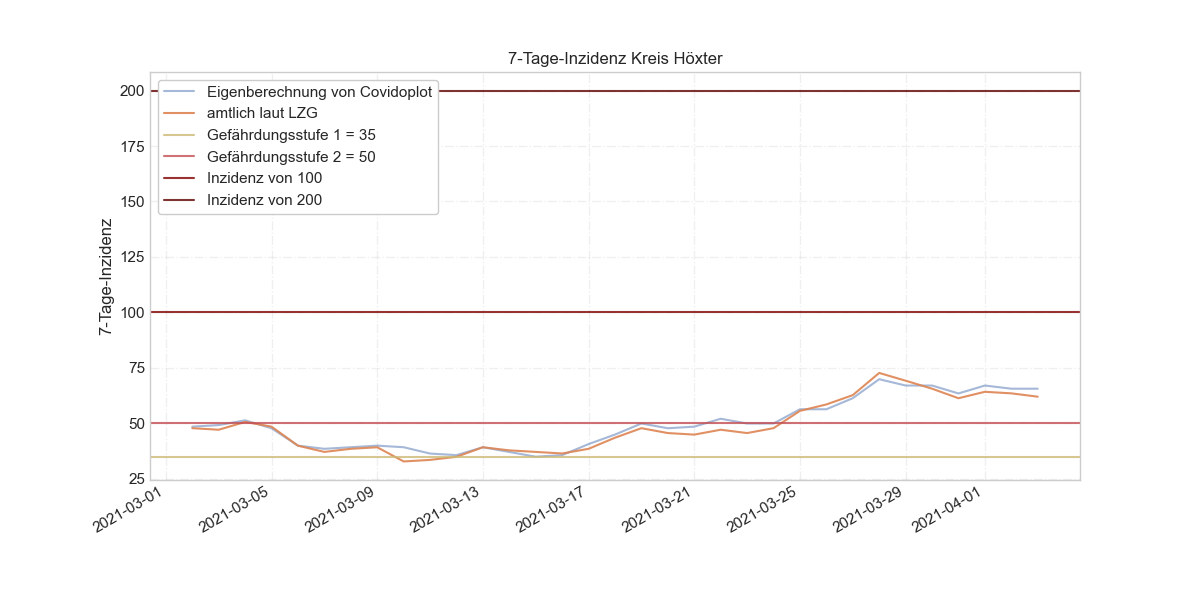 7-Tage-Inzidenz Kreis Höxter
Eigenberechnung von Covidoplot
amtlich laut LZG
Gefährdungsstufe 1 = 35
Gefährdungsstufe 2 = 50
Inzidenz von 100
Inzidenz von 200
7-Tage-Inzidenz
200
175
150
125
100
75
50
25
2021-03-01
2021-03-05
2021-03-09
2021-03-13
2021-03-17
2021-03-21
2021-03-25
2021-03-29
2021-04-01